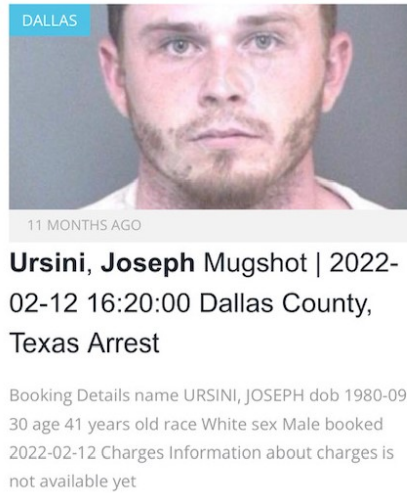 DALLAS
11 MONTHS AGO
Ursini, Joseph Mugshot | 2022-
02-12 16:20:00 Dallas County,
Texas Arrest
Booking Details name URSINI, JOSEPH dob 1980-09
30 age 41 years old race White sex Male booked
2022-02-12 Charges Information about charges is
not available yet